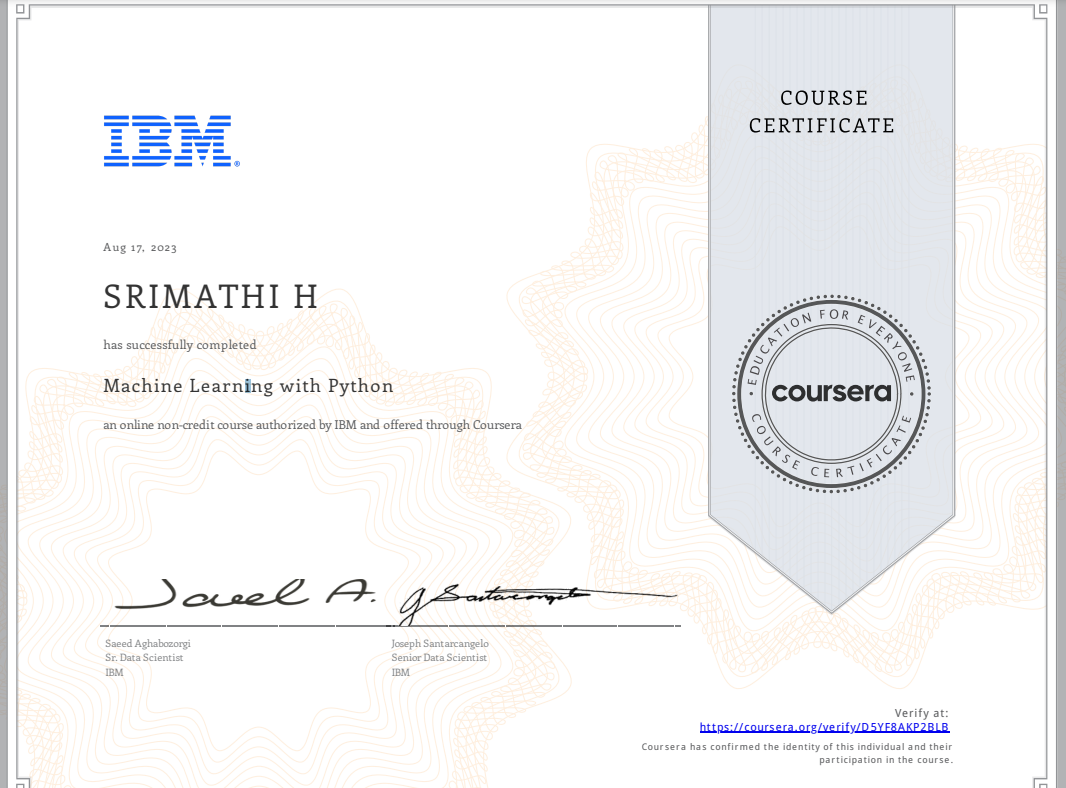 COURSE
CERTIFICATE
IBM®
Aug 17, 2023
SRIMATHI H
has successfully completed
Machine Learning with Python
an online non-credit course authorized by IBM and offered through Coursera
EDUCATION FOR EVERYONE
coursera
COURSE CERTIFICATE
Saeed A.
J Santarcangelo
Saeed Aghabozorgi
Sr. Data Scientist
IBM
Joseph Santarcangelo
Senior Data Scientist
IBM
Verify at:
https://coursera.org/verify/D5YF8AKP2BLB
Coursera has confirmed the identity of this individual and their
participation in the course.